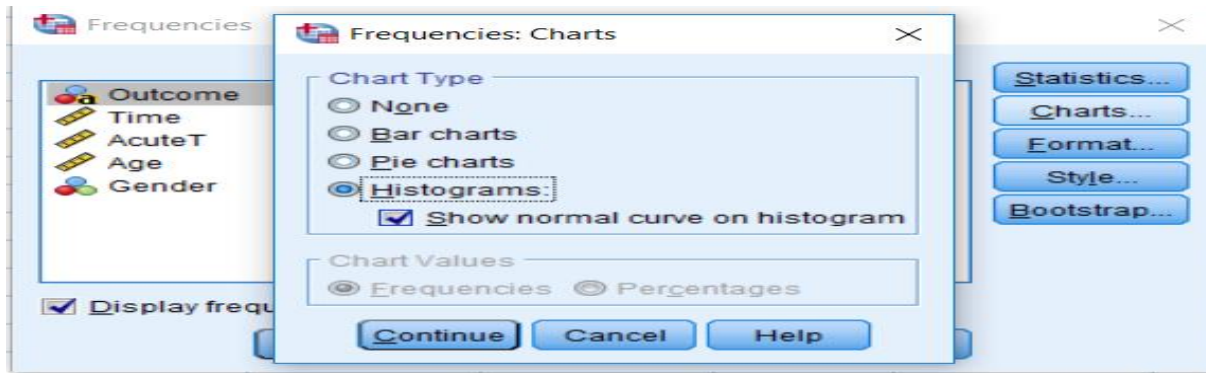 Frequencies
Frequencies: Charts
Outcome
Time
AcuteT
Age
Gender
Display frequ
Chart Type
None
Bar charts
Pie charts
Histograms:
Show normal curve on histogram
Chart Values
Frequencies Percentages
Continue Cancel Help
Statistics...
Charts...
Format...
Style...
Bootstrap...